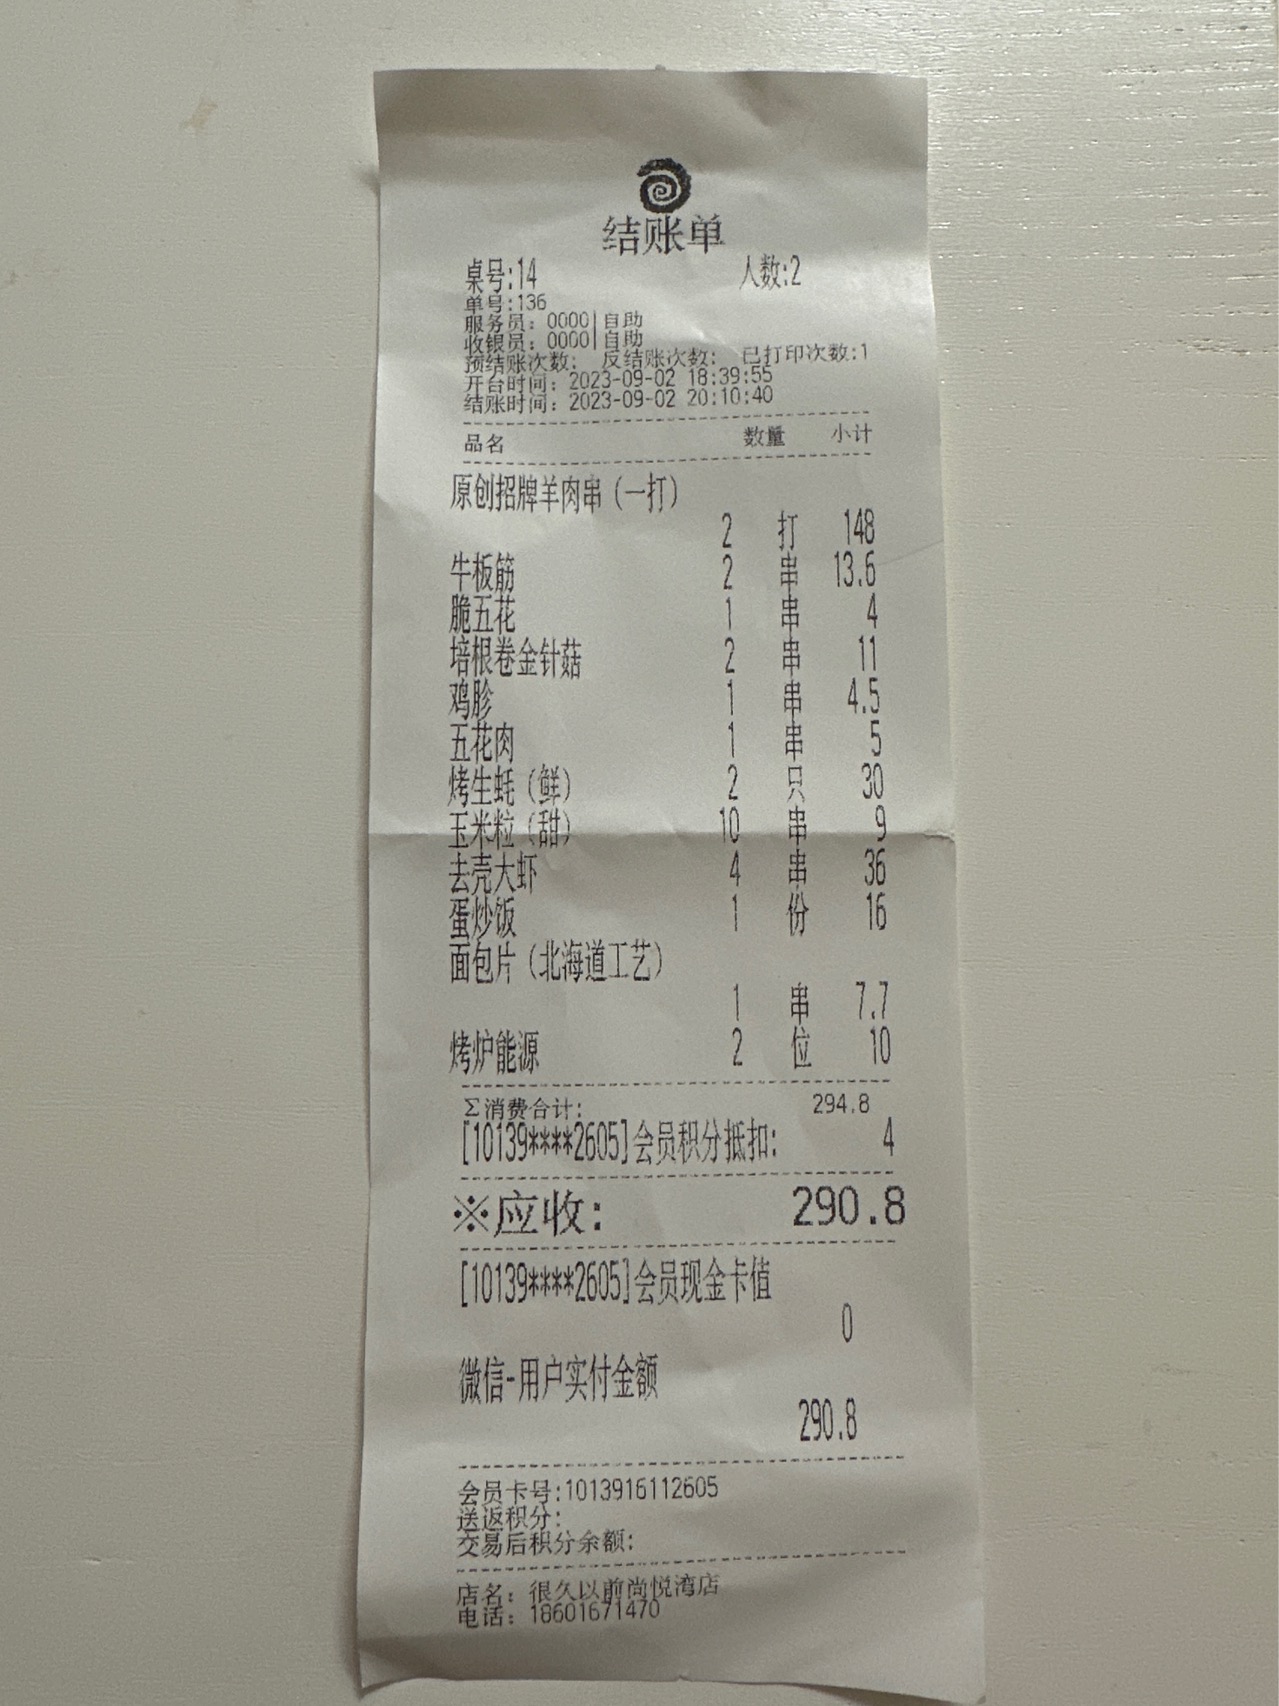 结账单
桌号:14 人数:2
单号:136
服务员: 0000|自助
收银员: 0000|自助
预结账次数: 反结账次数: 已打印次数:1
开台时间: 2023-09-02 18:39:55
结账时间: 2023-09-02 20:10:40
品名 数量 小计
原创招牌羊肉串(一打)
2 打 148
牛板筋 2 串 13.6
脆五花 1 串 4
培根卷金针菇 2 串 11
鸡胗 1 串 4.5
五花肉 1 串 5
烤生蚝(鲜) 2 只 30
玉米粒(甜) 10 串 9
去壳大虾 4 串 36
蛋炒饭 1 份 16
面包片(北海道工艺)
1 串 7.7
烤炉能源 2 位 10
Σ消费合计: 294.8
[10139****2605]会员积分抵扣: 4
※应收: 290.8
[10139****2605]会员现金卡值
0
微信-用户实付金额
290.8
会员卡号:1013916112605
送返积分:
交易后积分余额:
店名: 很久以前尚悦湾店
电话: 18601671470